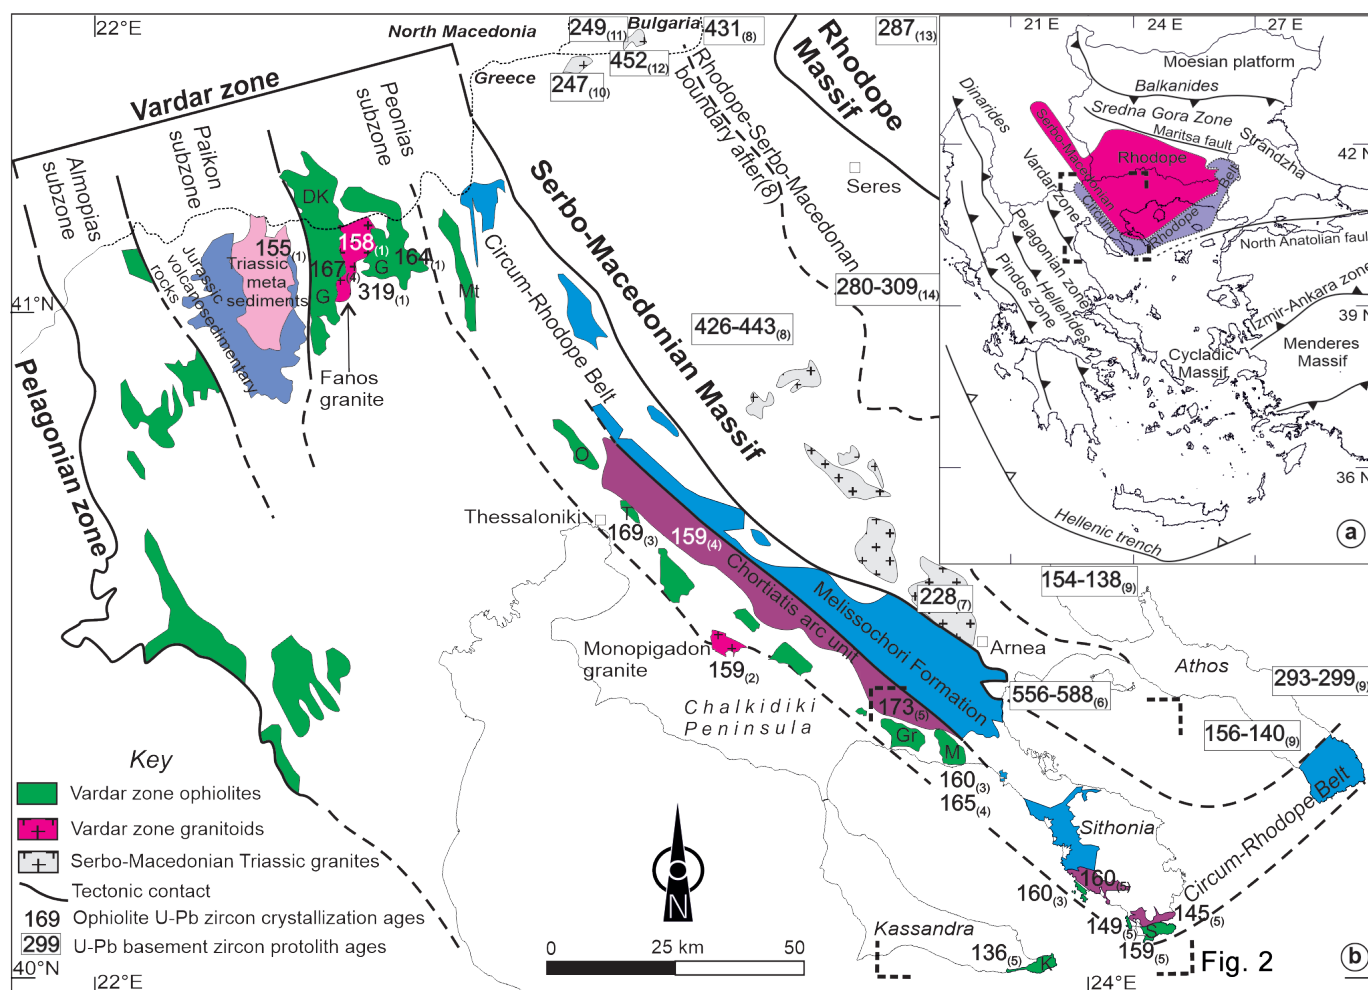 22°E
North Macedonia
Bulgaria
Greece
249(11)
452(12)
247(10)
431(8)
287(13)
Vardar zone
Almopias
subzone
Paikon
subzone
Peonias
subzone
Rhodope
Massif
Rhodope-Serbo-Macedonian
boundary after(8)
Seres
Serbo-Macedonian Massif
Circum-Rhodope Belt
DK
155(1)
Triassic
meta
sediments
Jurassic
volcanosedimentary
rocks
158(1)
167(4)
G
G
164(1)
319(1)
Mt
280-309(14)
426-443(8)
41°N
Fanos
granite
Pelagonian zone
O
Thessaloniki
T
169(3)
159(4)
Chortiatis arc unit
Melissochori Formation
228(7)
Arnea
154-138(9)
Athos
293-299(9)
Monopigadon
granite
159(2)
Chalkidiki
Peninsula
173(5)
556-588(6)
156-140(9)
Gr
M
160(3)
165(4)
Sithonia
Circum-Rhodope Belt
160(5)
160(3)
149(5)
S
145(5)
159(5)
Kassandra
136(5)
K
Fig. 2
Key
Vardar zone ophiolites
Vardar zone granitoids
Serbo-Macedonian Triassic granites
Tectonic contact
169 Ophiolite U-Pb zircon crystallization ages
299 U-Pb basement zircon protolith ages
N
0 25 km 50
40°N
22°E
24°E
b
21 E
24 E
27 E
Moesian platform
Balkanides
Sredna Gora Zone
Maritsa fault
Strandzha
Dinarides
Serbo-Macedonian
Rhodope
Vardar zone
Circum
Rhodope
Belt
42 N
North Anatolian faul
Pelagonian zone
Pindos zone
Hellenides
Izmir-Ankara zone
39 N
Menderes
Massif
Cycladic
Massif
36 N
Hellenic trench
a